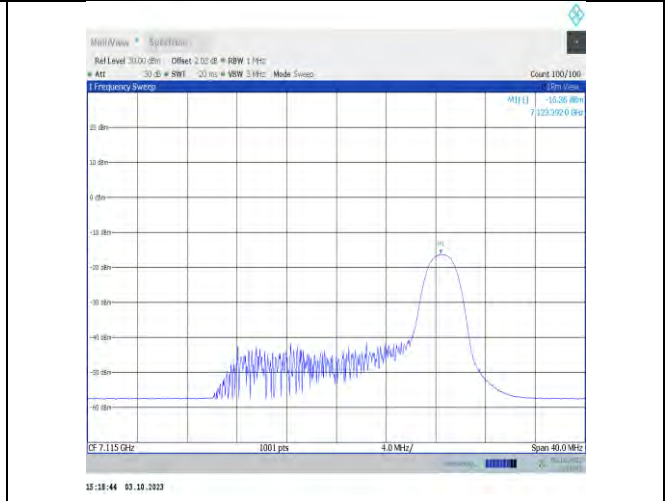 MultiView Spectrum
Ref Level 30.00 dBm Offset 2.02 dB RBW 1 MHz
Att 30 dB SWT 20 ms VBW 3 MHz Mode Sweep Count 100/100
1 Frequency Sweep 1Rm View
M1[1] -16.26 dBm
7.123 392 0 GHz
20 dBm
10 dBm
0 dBm
-10 dBm
M1
-20 dBm
-30 dBm
-40 dBm
-50 dBm
-60 dBm
CF 7.115 GHz 1001 pts 4.0 MHz/ Span 40.0 MHz
15:18:44 03.10.2023